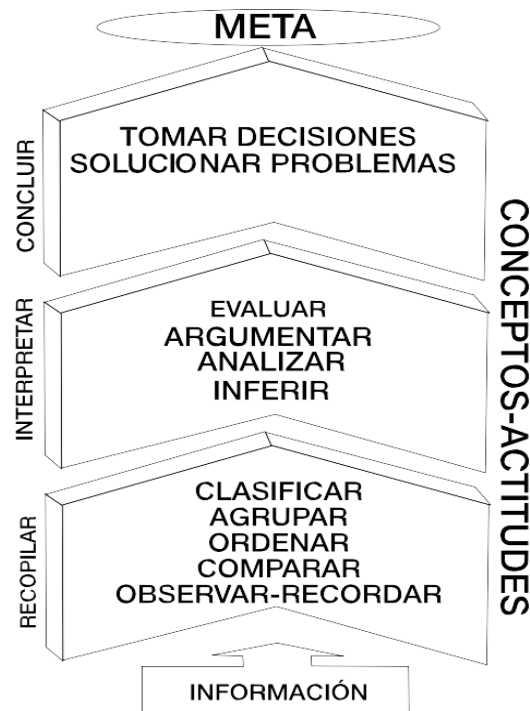 META
CONCLUIR
TOMAR DECISIONES
SOLUCIONAR PROBLEMAS
INTERPRETAR
EVALUAR
ARGUMENTAR
ANALIZAR
INFERIR
RECOPILAR
CLASIFICAR
AGRUPAR
ORDENAR
COMPARAR
OBSERVAR-RECORDAR
INFORMACIÓN
CONCEPTOS-ACTITUDES